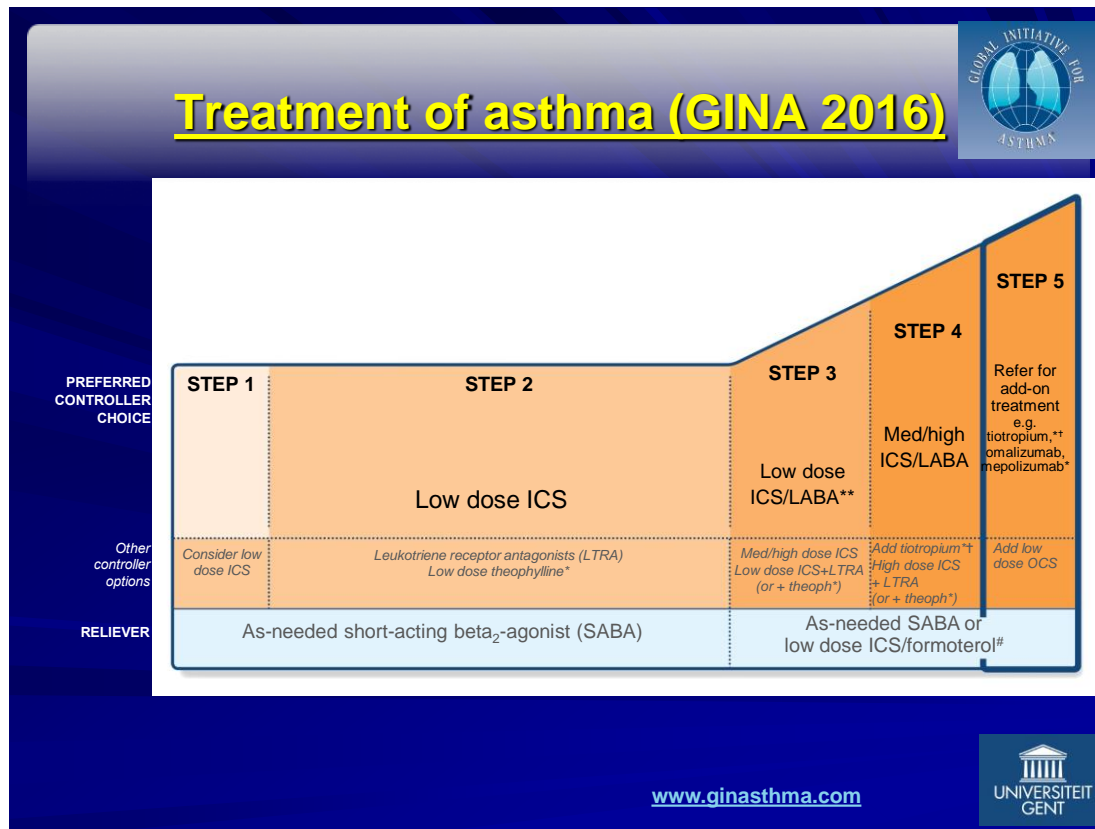 GLOBAL INITIATIVE FOR
ASTHMA
Treatment of asthma (GINA 2016)
PREFERRED
CONTROLLER
CHOICE
STEP 1
STEP 2
Low dose ICS
STEP 3
Low dose
ICS/LABA**
STEP 4
Med/high
ICS/LABA
STEP 5
Refer for
add-on
treatment
e.g.
tiotropium,*†
omalizumab,
mepolizumab*
Other
controller
options
Consider low
dose ICS
Leukotriene receptor antagonists (LTRA)
Low dose theophylline*
Med/high dose ICS
Low dose ICS+LTRA
(or + theoph*)
Add tiotropium*†
High dose ICS
+ LTRA
(or + theoph*)
Add low
dose OCS
RELIEVER
As-needed short-acting beta2-agonist (SABA)
As-needed SABA or
low dose ICS/formoterol#
www.ginasthma.com
UNIVERSITEIT
GENT